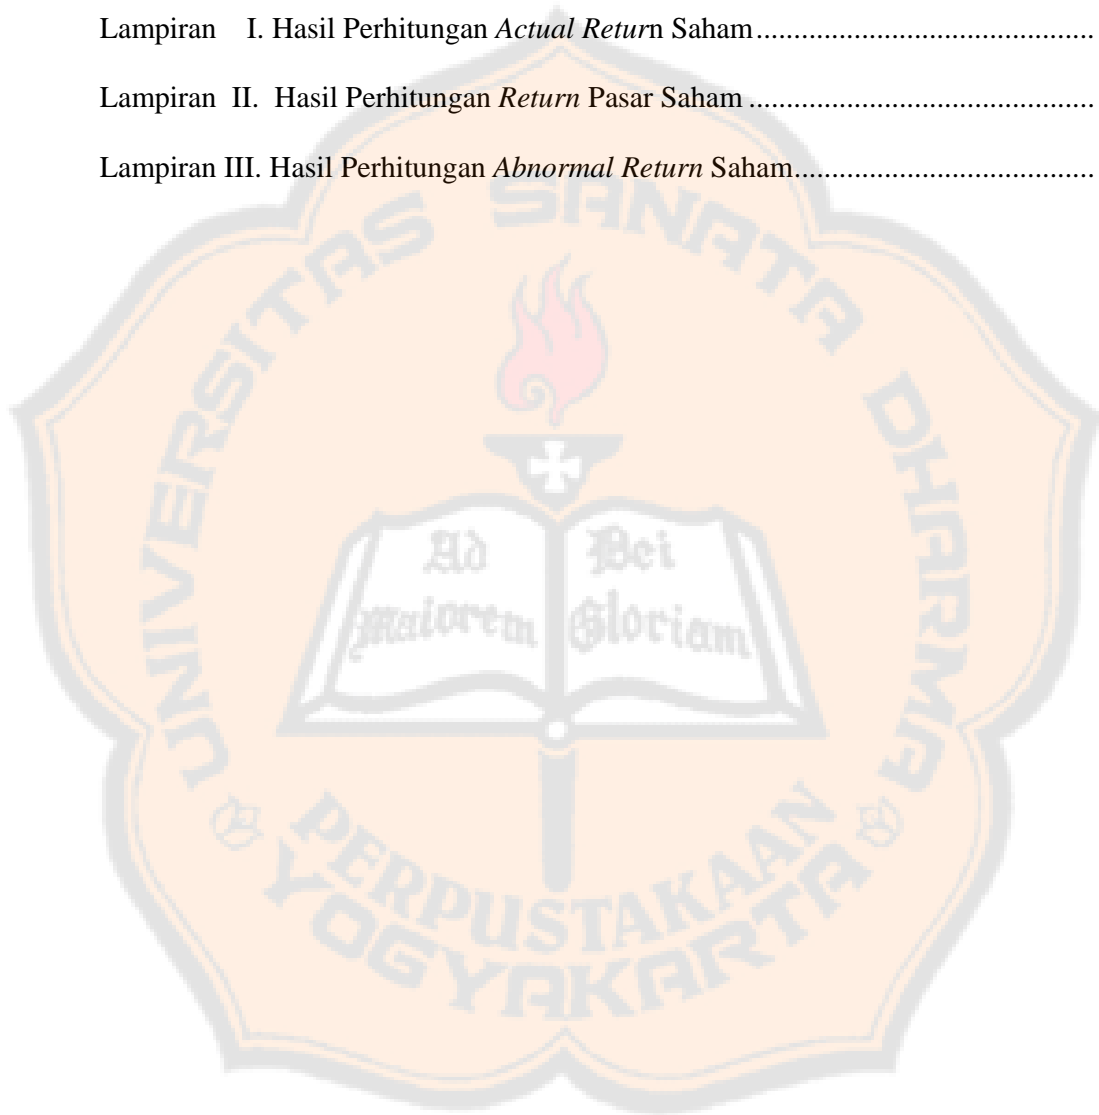 Lampiran I. Hasil Perhitungan Actual Return Saham.............................................
Lampiran II. Hasil Perhitungan Return Pasar Saham..............................................
Lampiran III. Hasil Perhitungan Abnormal Return Saham........................................
UNIVERSITAS SANATA DHARMA
Ad Dei
maiorem Gloriam
PERPUSTAKAAN
YOGYAKARTA